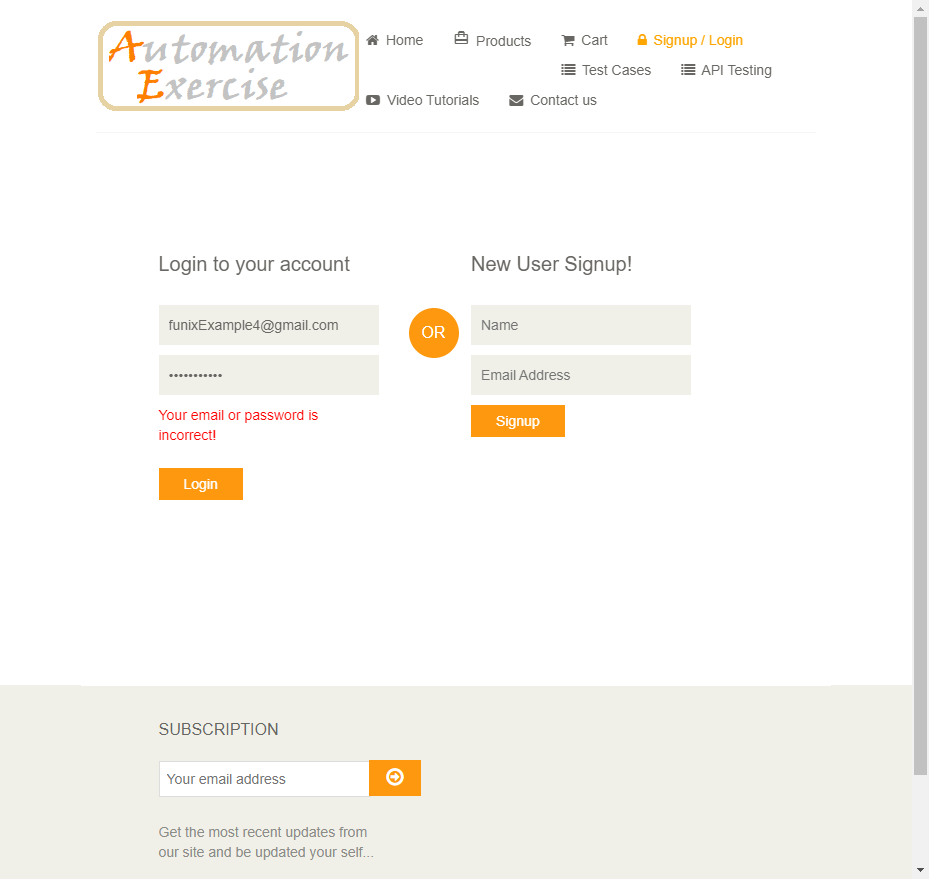 Automation
Exercise
Home
Products
Cart
Signup / Login
Test Cases
API Testing
Video Tutorials
Contact us
Login to your account
funixExample4@gmail.com
•••••••••••
Your email or password is
incorrect!
Login
OR
New User Signup!
Name
Email Address
Signup
SUBSCRIPTION
Your email address
Get the most recent updates from
our site and be updated your self...